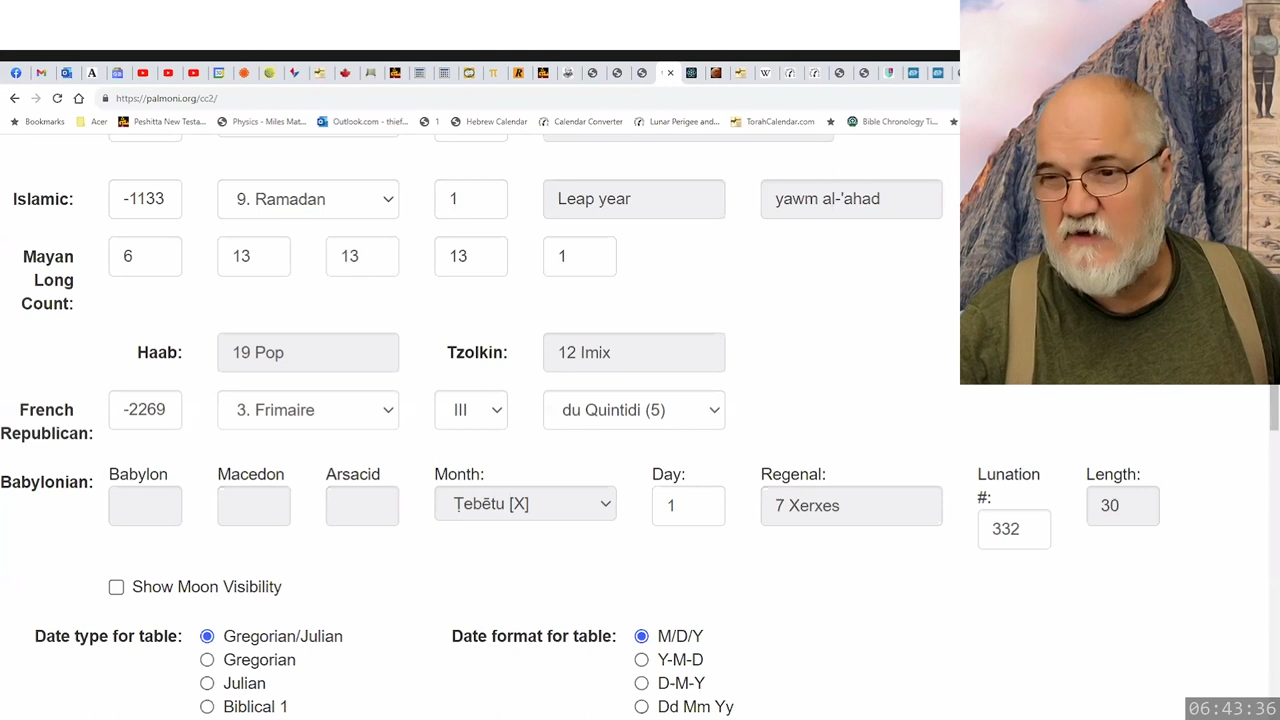 https://palmoni.org/cc2/
Bookmarks Acer Peshitta New Testa... Physics - Miles Mat... Outlook.com - thief... 1 Hebrew Calendar Calendar Converter Lunar Perigee and... TorahCalendar.com Bible Chronology Ti...
Islamic: -1133 9. Ramadan 1 Leap year yawm al-'ahad
Mayan Long Count: 6 13 13 13 1
Haab: 19 Pop Tzolkin: 12 Imix
French Republican: -2269 3. Frimaire III du Quintidi (5)
Babylon Macedon Arsacid Month: Day: Regenal: Lunation #: Length:
Babylonian: Ṭebētu [X] 1 7 Xerxes 332 30
Show Moon Visibility
Date type for table: Gregorian/Julian Date format for table: M/D/Y
Gregorian Y-M-D
Julian D-M-Y
Biblical 1 Dd Mm Yy
06:43:36